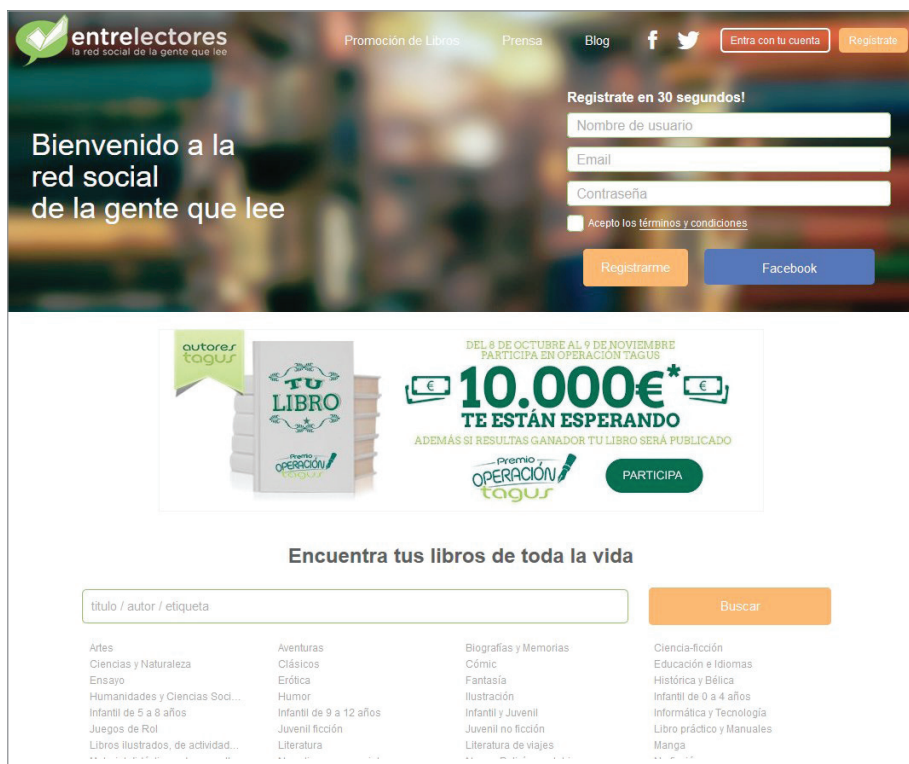 entrelectores
la red social de la gente que lee
Promoción de Libros
Prensa
Blog
Entra con tu cuenta
Regístrate
Bienvenido a la
red social
de la gente que lee
Registrate en 30 segundos!
Nombre de usuario
Email
Contraseña
Acepto los términos y condiciones
Registrarme
Facebook
autores
tagus
TU
LIBRO
Premio
OPERACIÓN
tagus
DEL 8 DE OCTUBRE AL 9 DE NOVIEMBRE
PARTICIPA EN OPERACIÓN TAGUS
€ 10.000€* €
TE ESTÁN ESPERANDO
ADEMÁS SI RESULTAS GANADOR TU LIBRO SERÁ PUBLICADO
Premio
OPERACIÓN
tagus
PARTICIPA
Encuentra tus libros de toda la vida
título / autor / etiqueta
Buscar
Artes Aventuras Biografías y Memorias Ciencia-ficción
Ciencias y Naturaleza Clásicos Cómic Educación e Idiomas
Ensayo Erótica Fantasía Histórica y Bélica
Humanidades y Ciencias Soci... Humor Ilustración Infantil de 0 a 4 años
Infantil de 5 a 8 años Infantil de 9 a 12 años Infantil y Juvenil Informática y Tecnología
Juegos de Rol Juvenil ficción Juvenil no ficción Libro práctico y Manuales
Libros ilustrados, de actividad... Literatura Literatura de viajes Manga